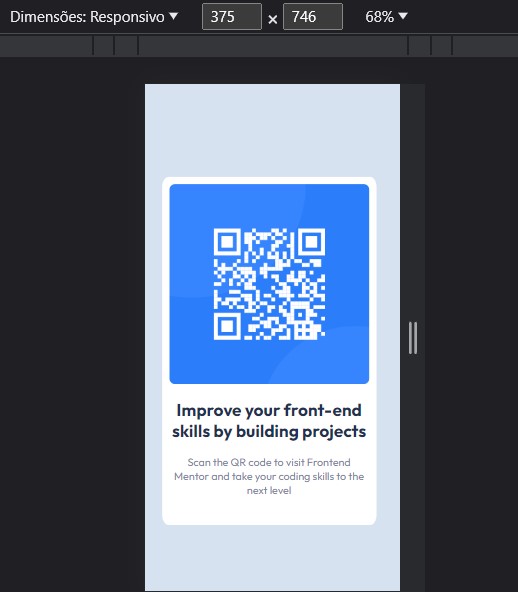 Dimensões: Responsivo ▼ 375 × 746 68% ▼
Improve your front-end
skills by building projects
Scan the QR code to visit Frontend
Mentor and take your coding skills to the
next level